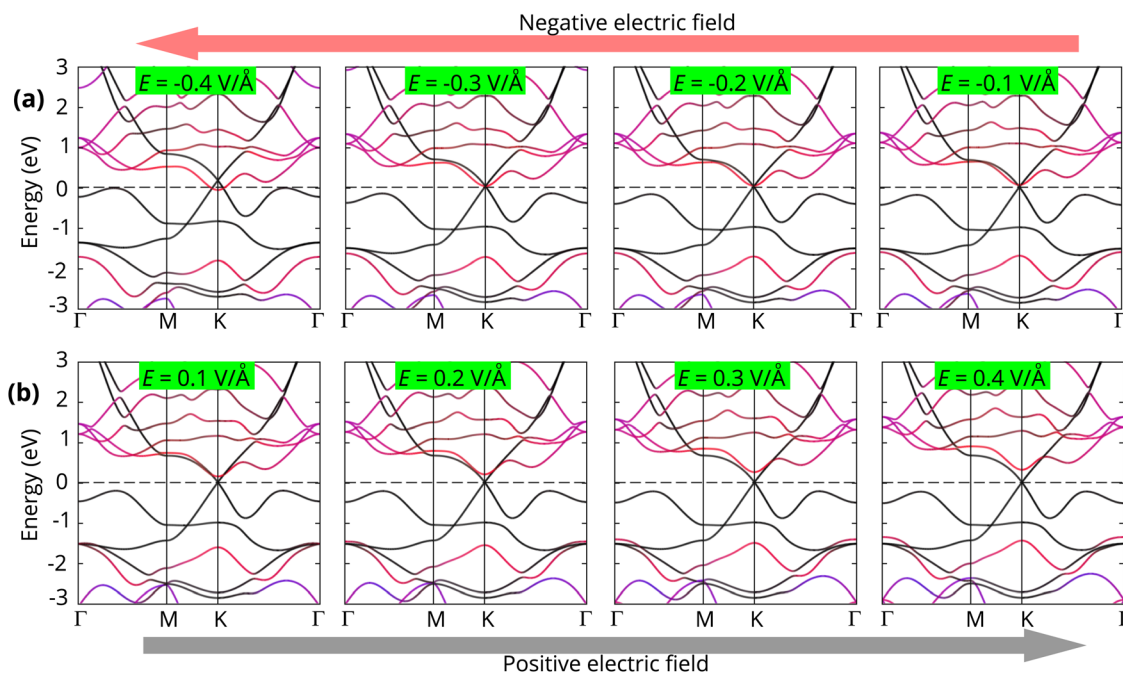 Negative electric field
(a)
E = -0.4 V/Å
E = -0.3 V/Å
E = -0.2 V/Å
E = -0.1 V/Å
Energy (eV)
3
2
1
0
-1
-2
-3
Γ M K Γ M K Γ M K Γ M K Γ
(b)
E = 0.1 V/Å
E = 0.2 V/Å
E = 0.3 V/Å
E = 0.4 V/Å
Energy (eV)
3
2
1
0
-1
-2
-3
Γ M K Γ Γ M K Γ Γ M K Γ Γ M K Γ
Positive electric field